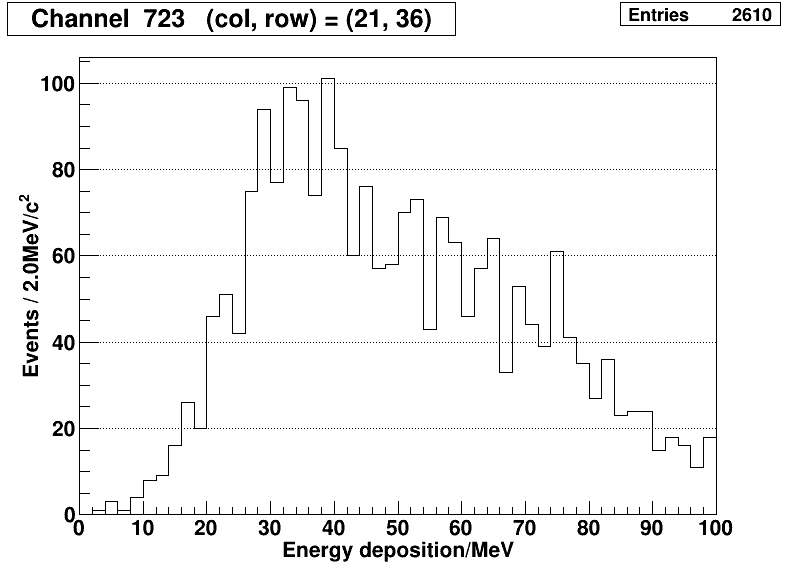 Channel  723   (col, row) = (21, 36)
Entries 2610
Events / 2.0MeV/c²
100
80
60
40
20
0
0 10 20 30 40 50 60 70 80 90 100
Energy deposition/MeV